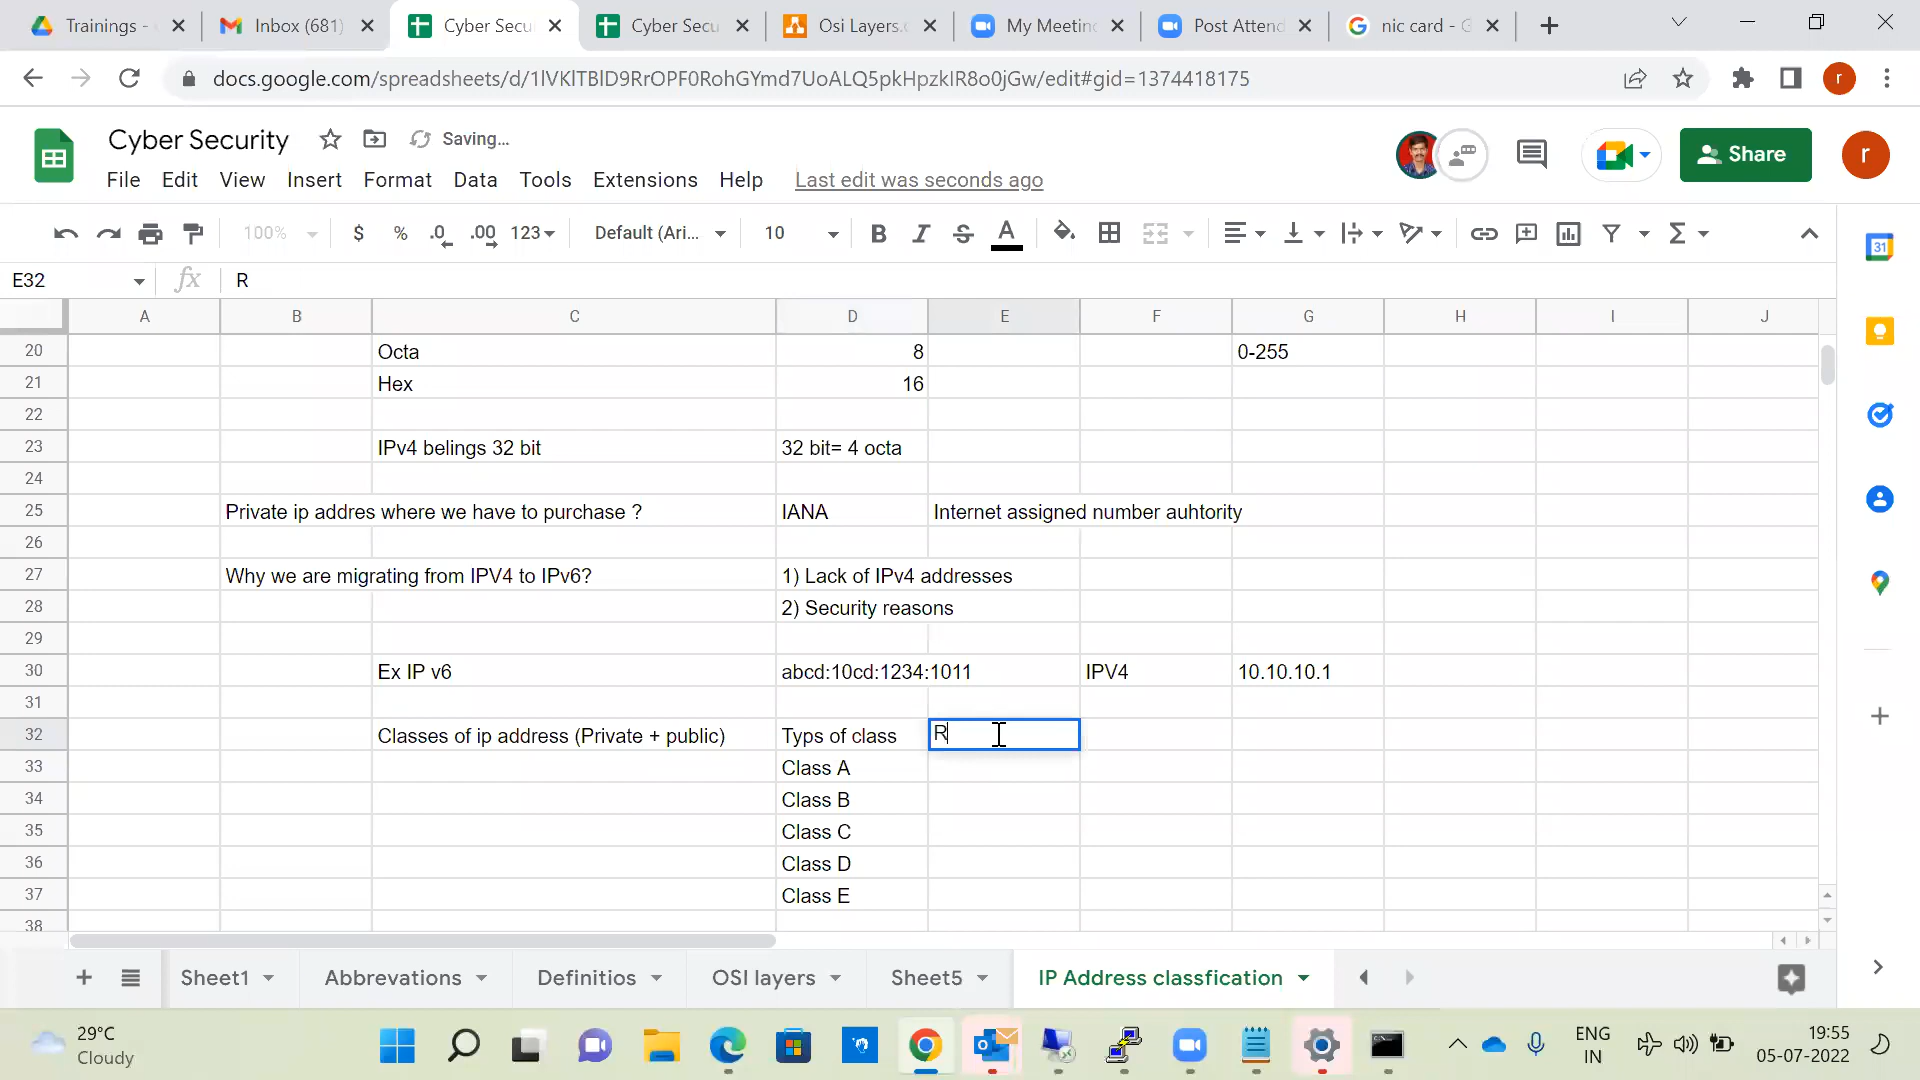 Trainings -
Inbox (681)
Cyber Secu
Cyber Secu
Osi Layers.c
My Meetin
Post Attend
nic card - G
docs.google.com/spreadsheets/d/1lVKlTBlD9RrOPF0RohGYmd7UoALQ5pkHpzkIR8o0jGw/edit#gid=1374418175
r
Cyber Security
Saving…
Share
r
File Edit View Insert Format Data Tools Extensions Help Last edit was seconds ago
100% $ % .0 .00 123 Default (Ari... 10 B I S A
E32 fx R
31
A B C D E F G H I J
20 Octa 8 0-255
21 Hex 16
22
23 IPv4 belings 32 bit 32 bit= 4 octa
24
25 Private ip addres where we have to purchase ? IANA Internet assigned number auhtority
26
27 Why we are migrating from IPV4 to IPv6? 1) Lack of IPv4 addresses
28 2) Security reasons
29
30 Ex IP v6 abcd:10cd:1234:1011 IPV4 10.10.10.1
31
32 Classes of ip address (Private + public) Typs of class R
33 Class A
34 Class B
35 Class C
36 Class D
37 Class E
38
Sheet1 Abbrevations Definitios OSI layers Sheet5 IP Address classfication
29°C
Cloudy
ENG
IN
19:55
05-07-2022